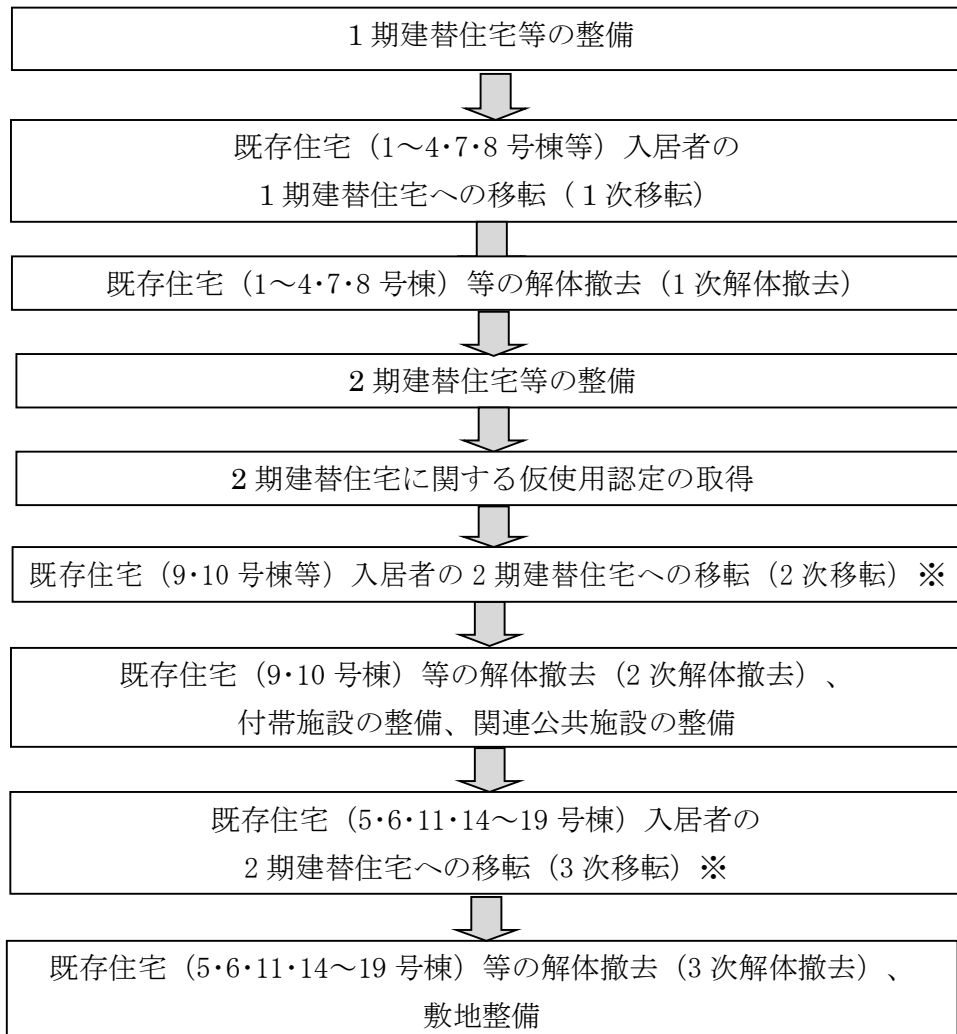 １期建替住宅等の整備
既存住宅（1～4･7･8 号棟等）入居者の
１期建替住宅への移転（１次移転）
既存住宅（1～4･7･8 号棟）等の解体撤去（1 次解体撤去）
２期建替住宅等の整備
２期建替住宅に関する仮使用認定の取得
既存住宅（9･10 号棟等）入居者の 2 期建替住宅への移転（2 次移転）※
既存住宅（9･10 号棟）等の解体撤去（2 次解体撤去）、
付帯施設の整備、関連公共施設の整備
既存住宅（5･6･11･14～19 号棟）入居者の
2 期建替住宅への移転（3 次移転）※
既存住宅（5･6･11･14～19 号棟）等の解体撤去（3 次解体撤去）、
敷地整備